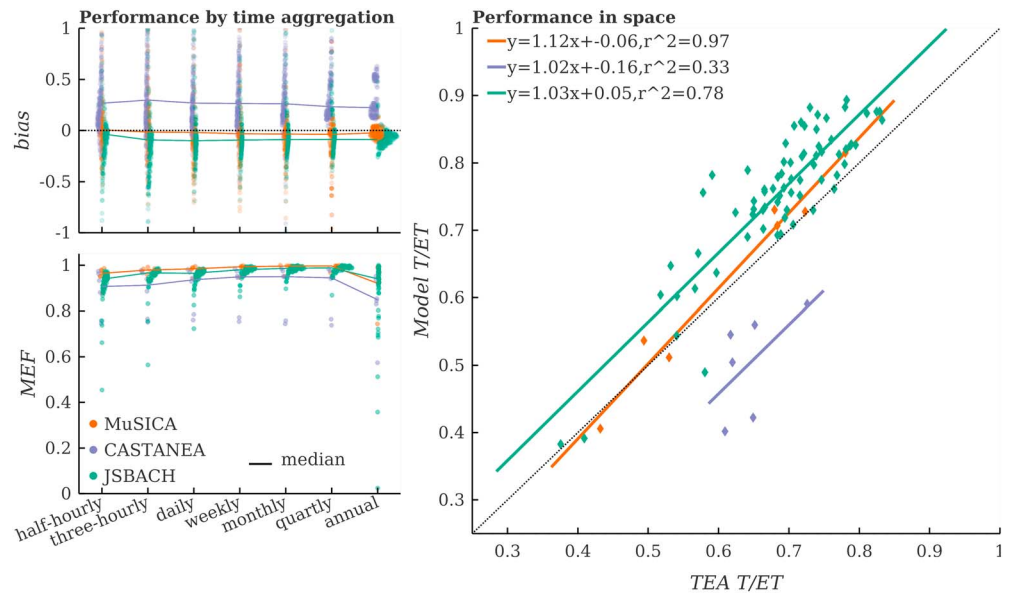 Performance by time aggregation
1
0.5
0
-0.5
-1
bias
1
0.8
0.6
0.4
0.2
0
MEF
MuSICA
CASTANEA
JSBACH
median
half-hourly
three-hourly
daily
weekly
monthly
quartly
annual
Performance in space
y=1.12x+-0.06,r^2=0.97
y=1.02x+-0.16,r^2=0.33
y=1.03x+0.05,r^2=0.78
1
0.9
0.8
0.7
0.6
0.5
0.4
0.3
Model T/ET
0.3 0.4 0.5 0.6 0.7 0.8 0.9 1
TEA T/ET